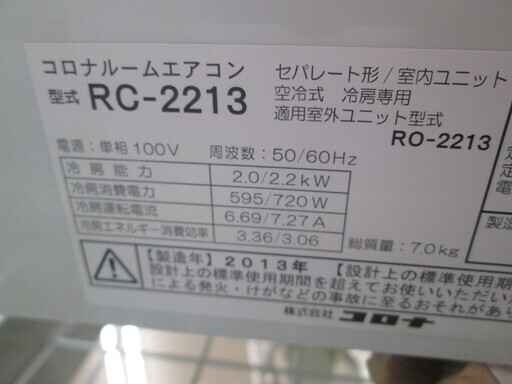 コロナルームエアコン
型式 RC-2213
セパレート形/室内ユニット
空冷式 冷房専用
適用室外ユニット型式
RO-2213
電源:単相100V 周波数:50/60Hz
冷房能力 2.0/2.2kW
冷房消費電力 595/720W
冷房運転電流 6.69/7.27A
冷房エネルギー消費効率 3.36/3.06
総質量:7.0kg
製造
【製造年】2013年 【設計上の標準使用期
設計上の標準使用期間を超えてお使いいただいた
による発火・けがなどの事故に至るおそれがあり
株式会社 コロナ